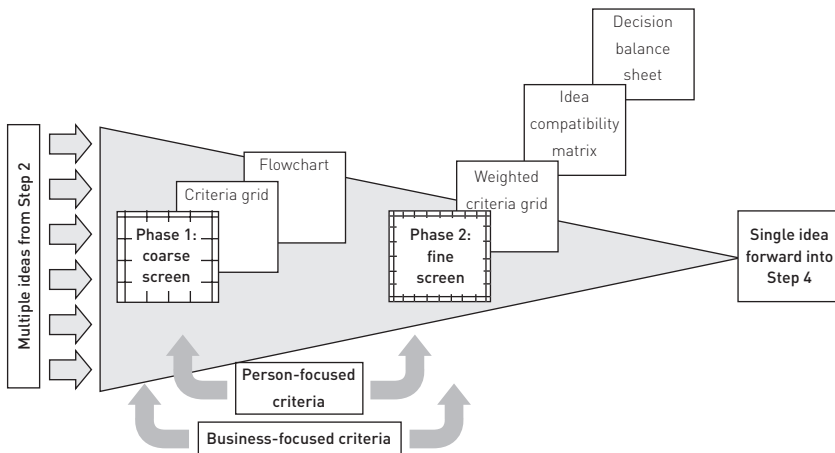 Multiple ideas from Step 2
Phase 1:
coarse
screen
Criteria grid
Flowchart
Phase 2:
fine
screen
Weighted
criteria grid
Idea
compatibility
matrix
Decision
balance
sheet
Single idea
forward into
Step 4
Person-focused
criteria
Business-focused criteria